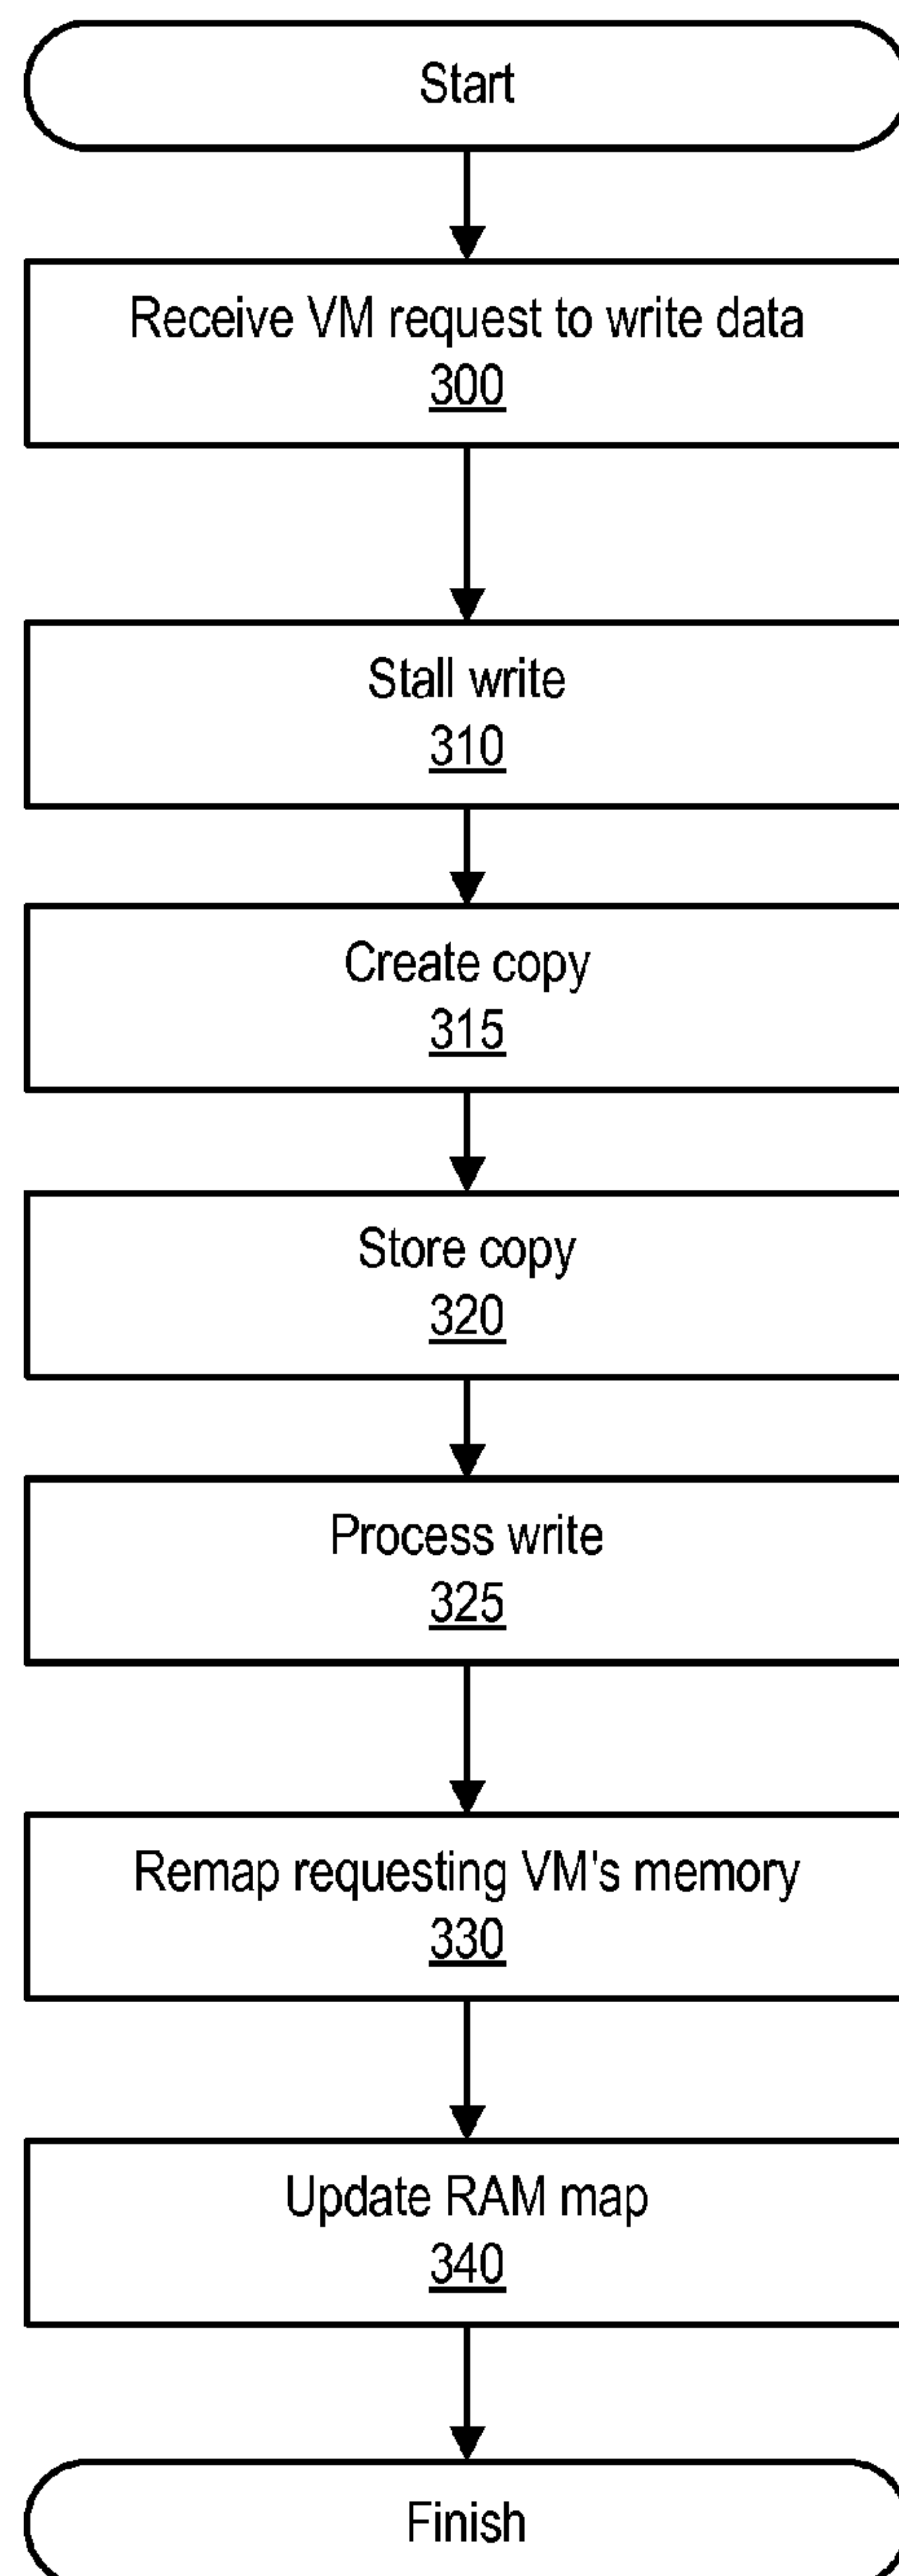 Start
Receive VM request to write data
300
Stall write
310
Create copy
315
Store copy
320
Process write
325
Remap requesting VM's memory
330
Update RAM map
340
Finish